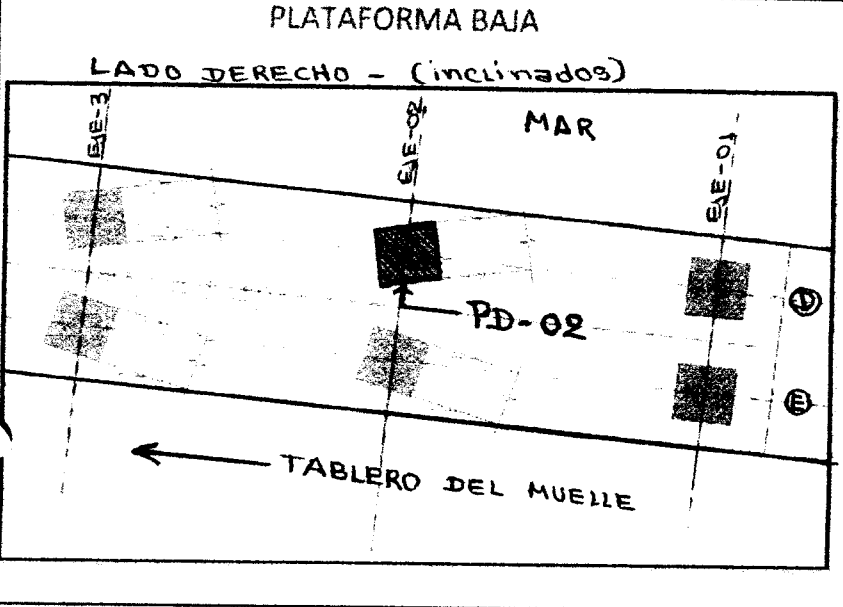 PLATAFORMA BAJA
LADO DERECHO - (inclinados)
EJE-3
EJE-02
MAR
EJE-01
D
PD-02
E
TABLERO DEL MUELLE